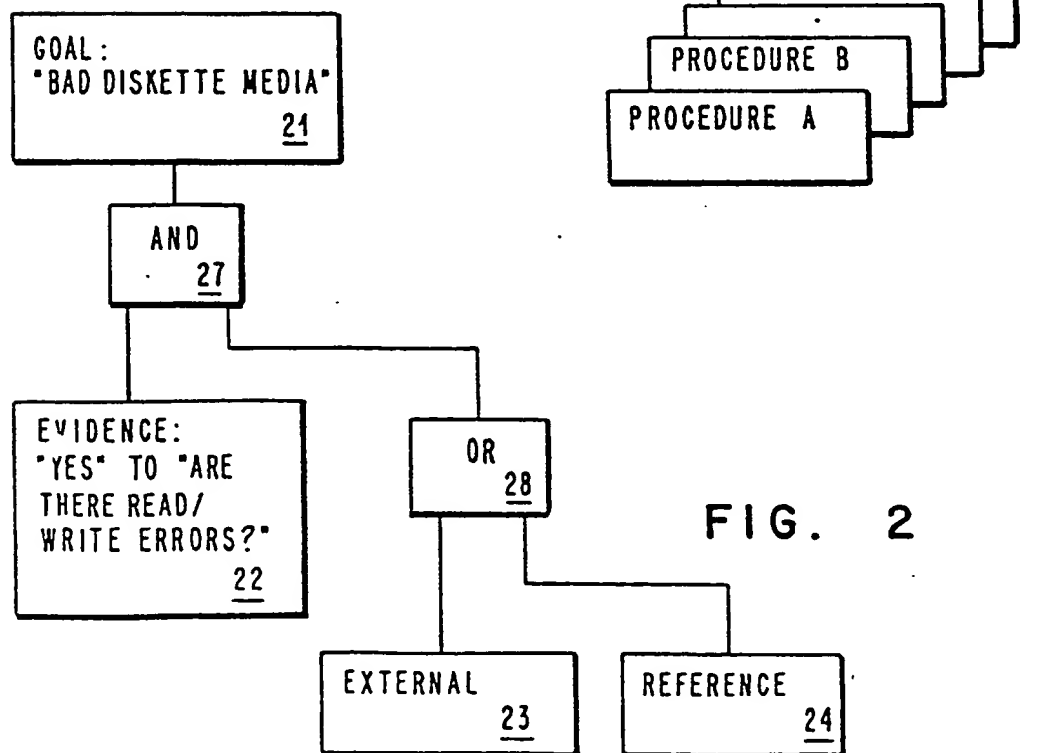 GOAL:
"BAD DISKETTE MEDIA"
21
PROCEDURE B
PROCEDURE A
AND
27
EVIDENCE:
"YES" TO "ARE
THERE READ/
WRITE ERRORS?"
22
OR
28
FIG. 2
EXTERNAL
23
REFERENCE
24